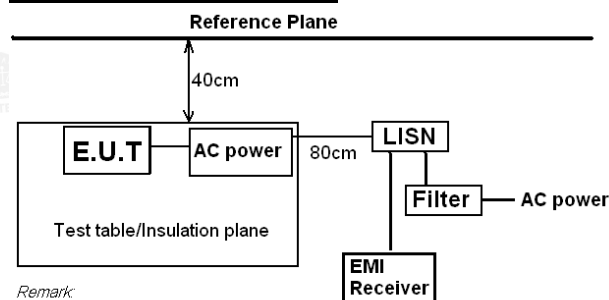 Reference Plane
40cm
E.U.T
AC power
80cm
LISN
Filter
AC power
Test table/Insulation plane
EMI
Receiver
Remark: